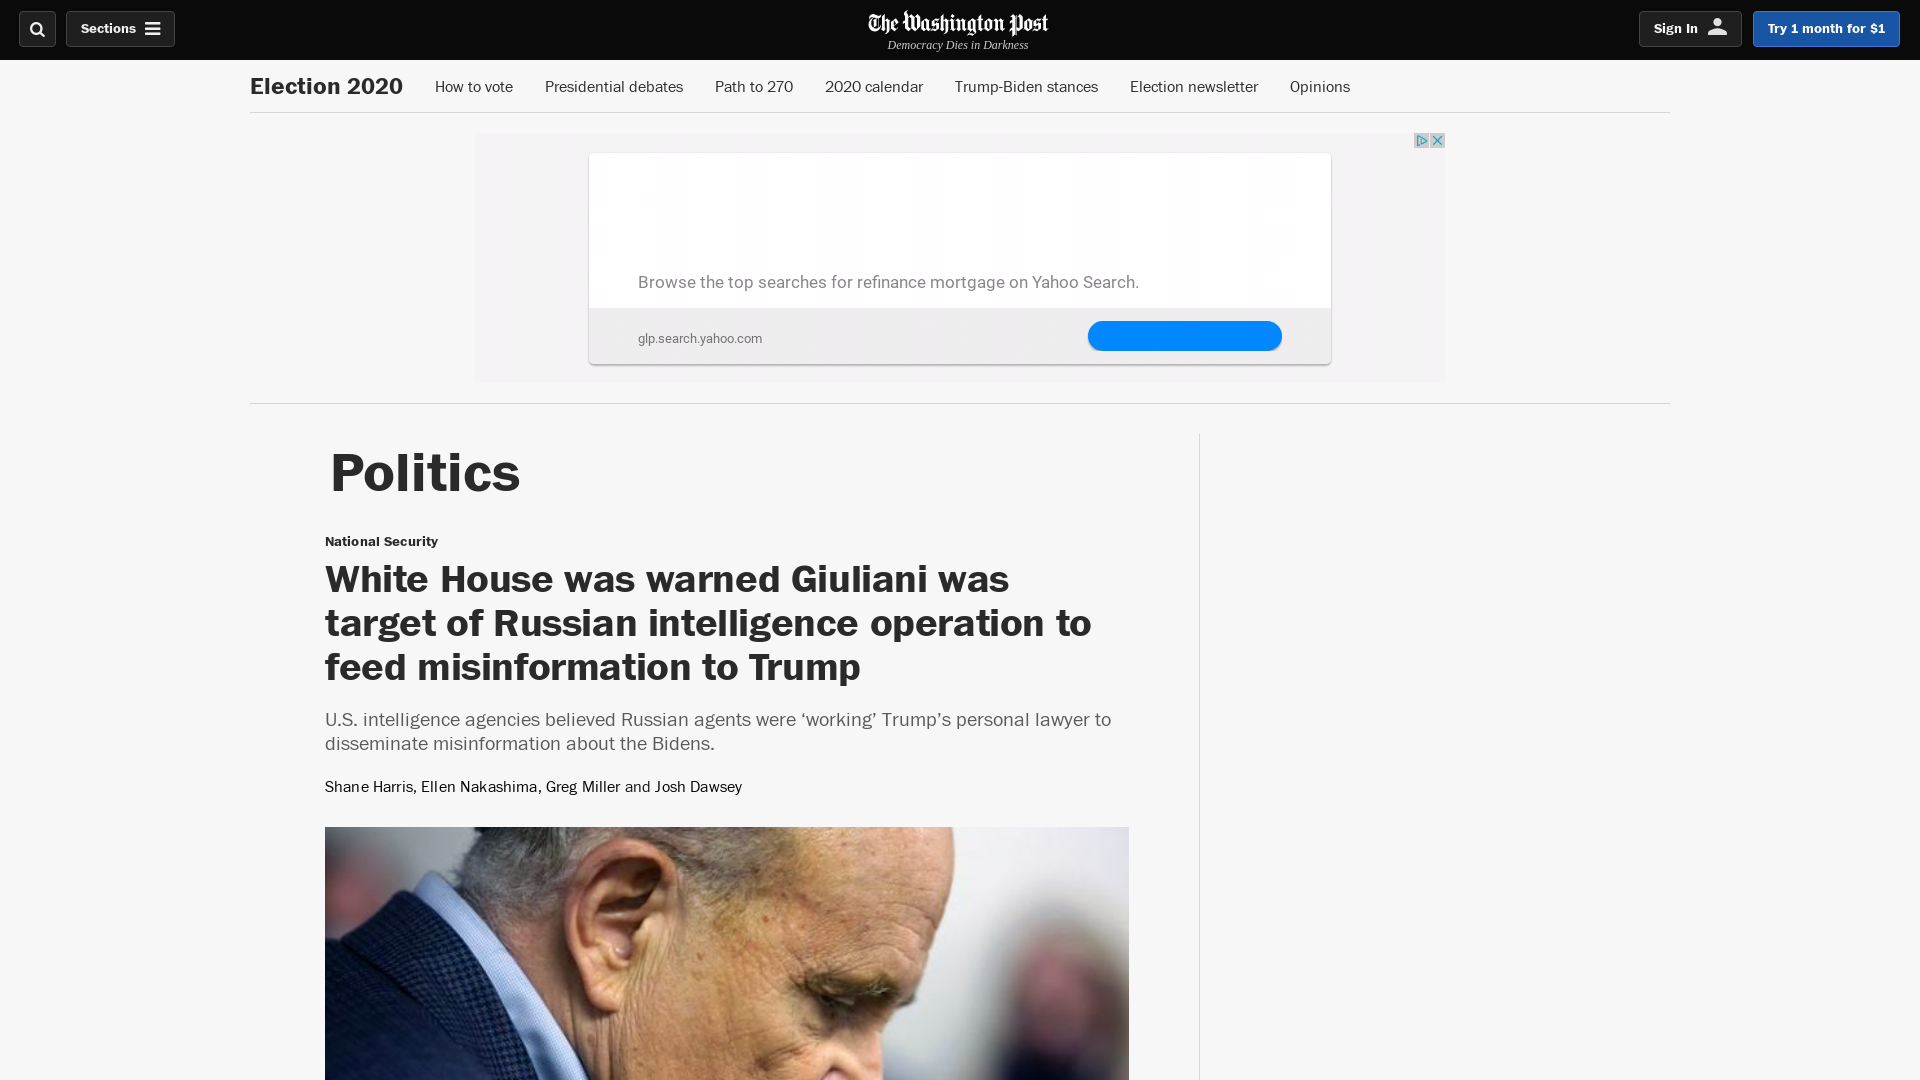 Sections
The Washington Post
Democracy Dies in Darkness
Sign In
Try 1 month for $1
Election 2020
How to vote
Presidential debates
Path to 270
2020 calendar
Trump-Biden stances
Election newsletter
Opinions
Browse the top searches for refinance mortgage on Yahoo Search.
glp.search.yahoo.com
Politics
National Security
White House was warned Giuliani was
target of Russian intelligence operation to
feed misinformation to Trump
U.S. intelligence agencies believed Russian agents were ‘working’ Trump’s personal lawyer to
disseminate misinformation about the Bidens.
Shane Harris, Ellen Nakashima, Greg Miller and Josh Dawsey